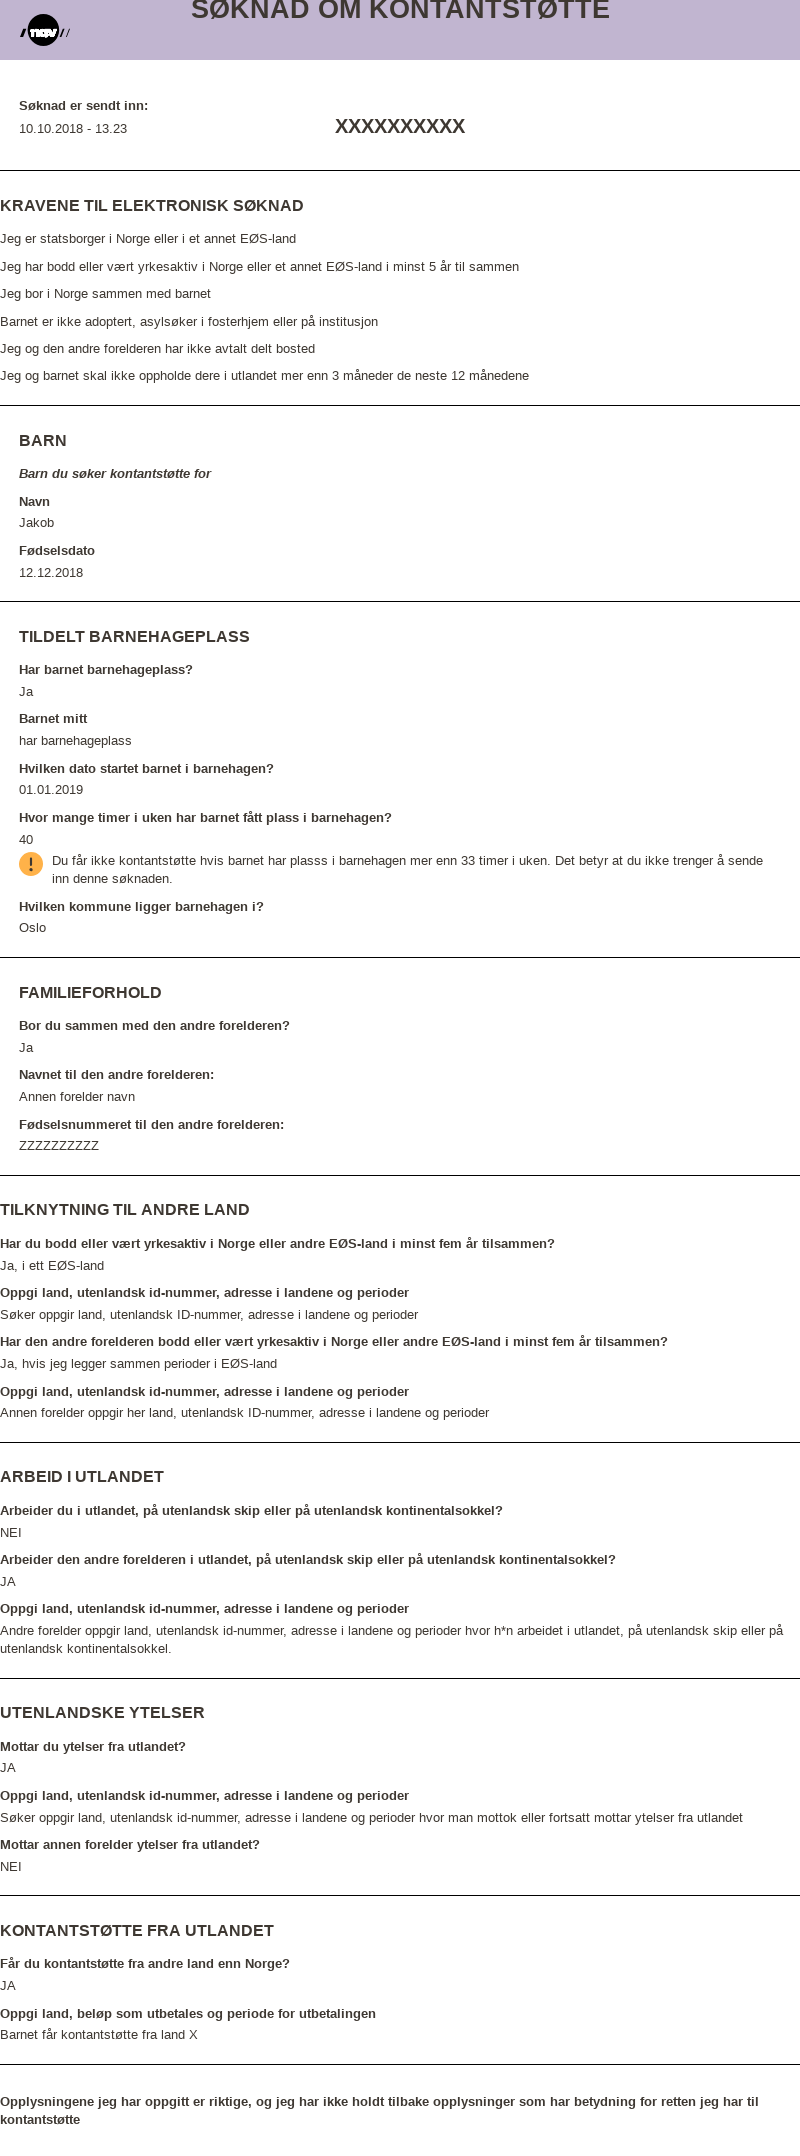 SØKNAD OM KONTANTSTØTTE
nav
Søknad er sendt inn:
10.10.2018 - 13.23
XXXXXXXXXX
KRAVENE TIL ELEKTRONISK SØKNAD
Jeg er statsborger i Norge eller i et annet EØS-land
Jeg har bodd eller vært yrkesaktiv i Norge eller et annet EØS-land i minst 5 år til sammen
Jeg bor i Norge sammen med barnet
Barnet er ikke adoptert, asylsøker i fosterhjem eller på institusjon
Jeg og den andre forelderen har ikke avtalt delt bosted
Jeg og barnet skal ikke oppholde dere i utlandet mer enn 3 måneder de neste 12 månedene
BARN
Barn du søker kontantstøtte for
Navn
Jakob
Fødselsdato
12.12.2018
TILDELT BARNEHAGEPLASS
Har barnet barnehageplass?
Ja
Barnet mitt
har barnehageplass
Hvilken dato startet barnet i barnehagen?
01.01.2019
Hvor mange timer i uken har barnet fått plass i barnehagen?
40
Du får ikke kontantstøtte hvis barnet har plasss i barnehagen mer enn 33 timer i uken. Det betyr at du ikke trenger å sende
inn denne søknaden.
Hvilken kommune ligger barnehagen i?
Oslo
FAMILIEFORHOLD
Bor du sammen med den andre forelderen?
Ja
Navnet til den andre forelderen:
Annen forelder navn
Fødselsnummeret til den andre forelderen:
ZZZZZZZZZZ
TILKNYTNING TIL ANDRE LAND
Har du bodd eller vært yrkesaktiv i Norge eller andre EØS-land i minst fem år tilsammen?
Ja, i ett EØS-land
Oppgi land, utenlandsk id-nummer, adresse i landene og perioder
Søker oppgir land, utenlandsk ID-nummer, adresse i landene og perioder
Har den andre forelderen bodd eller vært yrkesaktiv i Norge eller andre EØS-land i minst fem år tilsammen?
Ja, hvis jeg legger sammen perioder i EØS-land
Oppgi land, utenlandsk id-nummer, adresse i landene og perioder
Annen forelder oppgir her land, utenlandsk ID-nummer, adresse i landene og perioder
ARBEID I UTLANDET
Arbeider du i utlandet, på utenlandsk skip eller på utenlandsk kontinentalsokkel?
NEI
Arbeider den andre forelderen i utlandet, på utenlandsk skip eller på utenlandsk kontinentalsokkel?
JA
Oppgi land, utenlandsk id-nummer, adresse i landene og perioder
Andre forelder oppgir land, utenlandsk id-nummer, adresse i landene og perioder hvor h*n arbeidet i utlandet, på utenlandsk skip eller på
utenlandsk kontinentalsokkel.
UTENLANDSKE YTELSER
Mottar du ytelser fra utlandet?
JA
Oppgi land, utenlandsk id-nummer, adresse i landene og perioder
Søker oppgir land, utenlandsk id-nummer, adresse i landene og perioder hvor man mottok eller fortsatt mottar ytelser fra utlandet
Mottar annen forelder ytelser fra utlandet?
NEI
KONTANTSTØTTE FRA UTLANDET
Får du kontantstøtte fra andre land enn Norge?
JA
Oppgi land, beløp som utbetales og periode for utbetalingen
Barnet får kontantstøtte fra land X
Opplysningene jeg har oppgitt er riktige, og jeg har ikke holdt tilbake opplysninger som har betydning for retten jeg har til
kontantstøtte